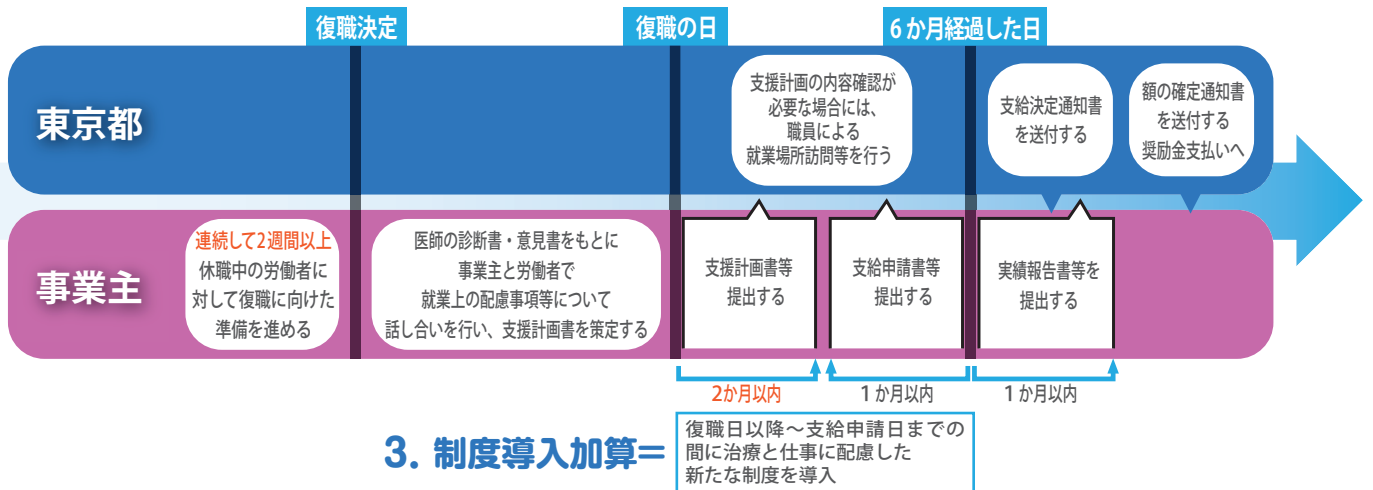 復職決定
復職の日
6か月経過した日
東京都
支援計画の内容確認が
必要な場合には、
職員による
就業場所訪問等を行う
支給決定通知書
を送付する
額の確定通知書
を送付する
奨励金支払いへ
事業主
連続して2週間以上
休職中の労働者に
対して復職に向けた
準備を進める
医師の診断書・意見書をもとに
事業主と労働者で
就業上の配慮事項等について
話し合いを行い、支援計画書を策定する
支援計画書等
提出する
支給申請書等
提出する
実績報告書等を
提出する
2か月以内
1か月以内
1か月以内
3. 制度導入加算=
復職日以降～支給申請日までの
間に治療と仕事に配慮した
新たな制度を導入